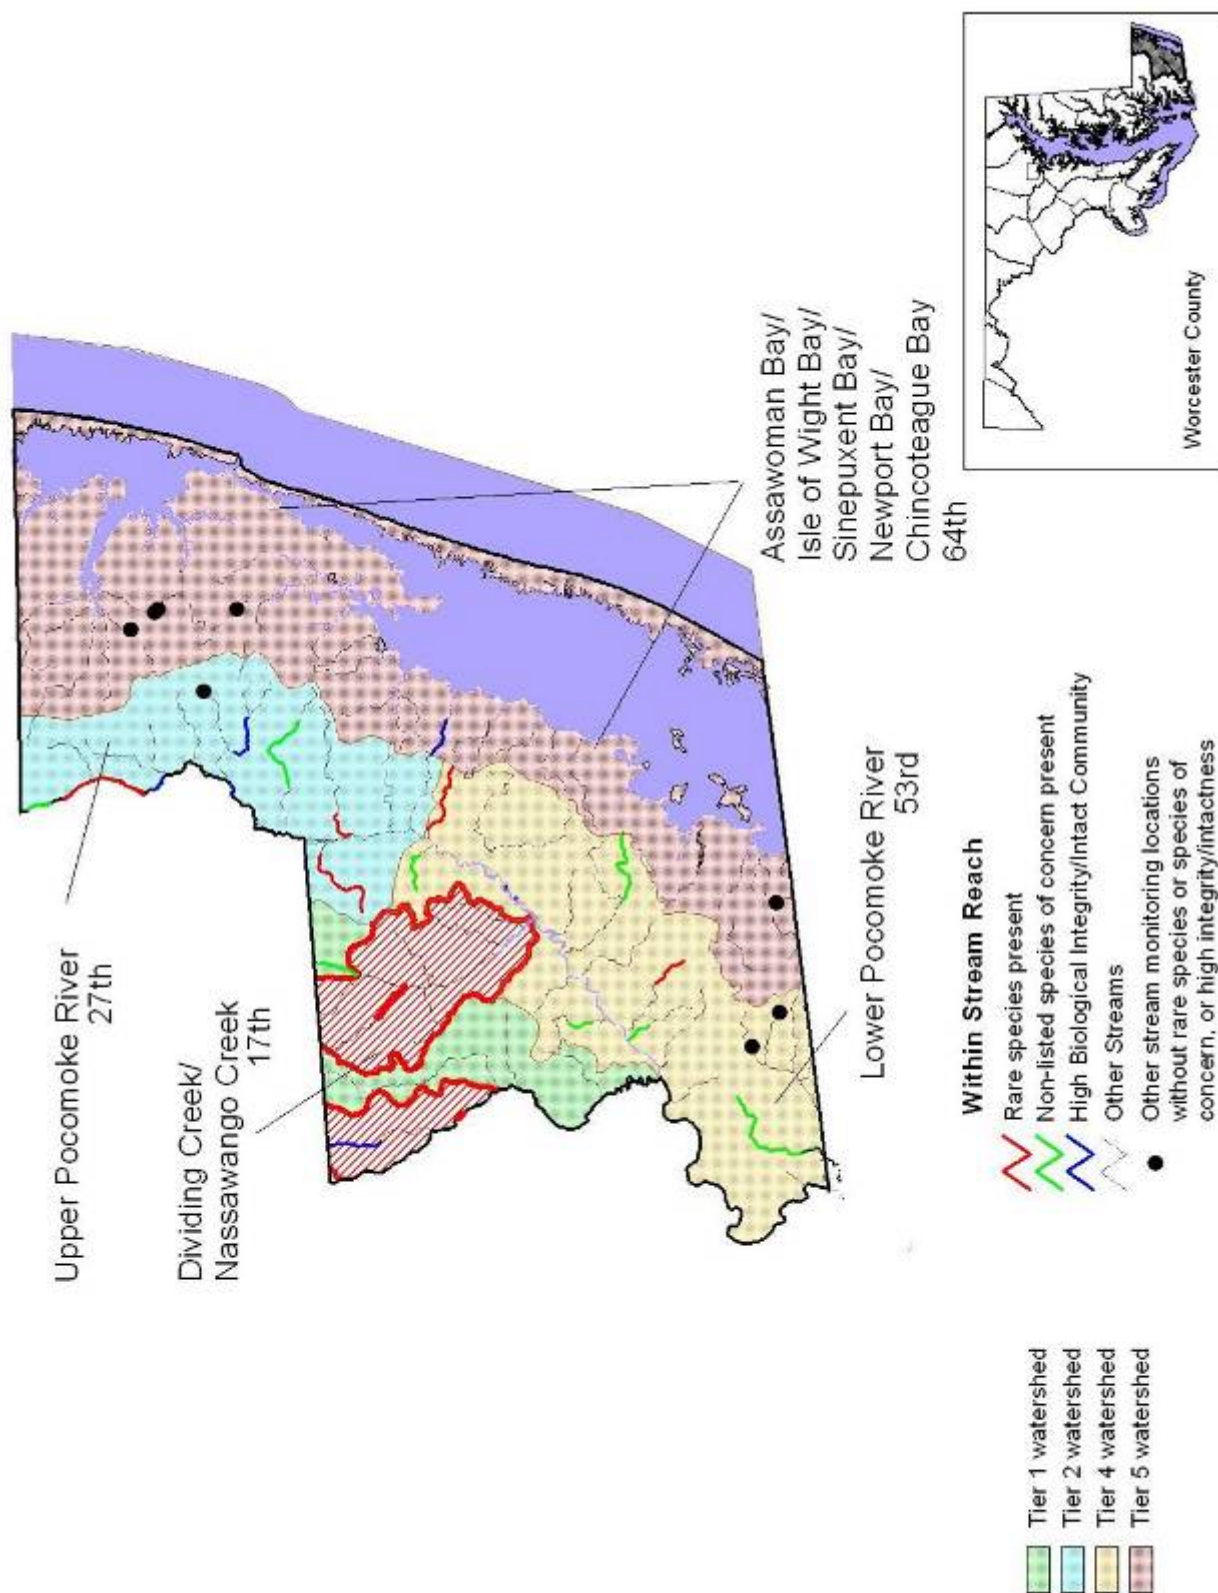 Upper Pocomoke River
27th
Dividing Creek/
Nassawango Creek
17th
Assawoman Bay/
Isle of Wight Bay/
Sinepuxent Bay/
Newport Bay/
Chincoteague Bay
64th
Lower Pocomoke River
53rd
Within Stream Reach
Rare species present
Non-listed species of concern present
High Biological Integrity/Intact Community
Other Streams
Other stream monitoring locations
without rare species or species of
concern, or high integrity/intactness
Tier 1 watershed
Tier 2 watershed
Tier 4 watershed
Tier 5 watershed
Worcester County